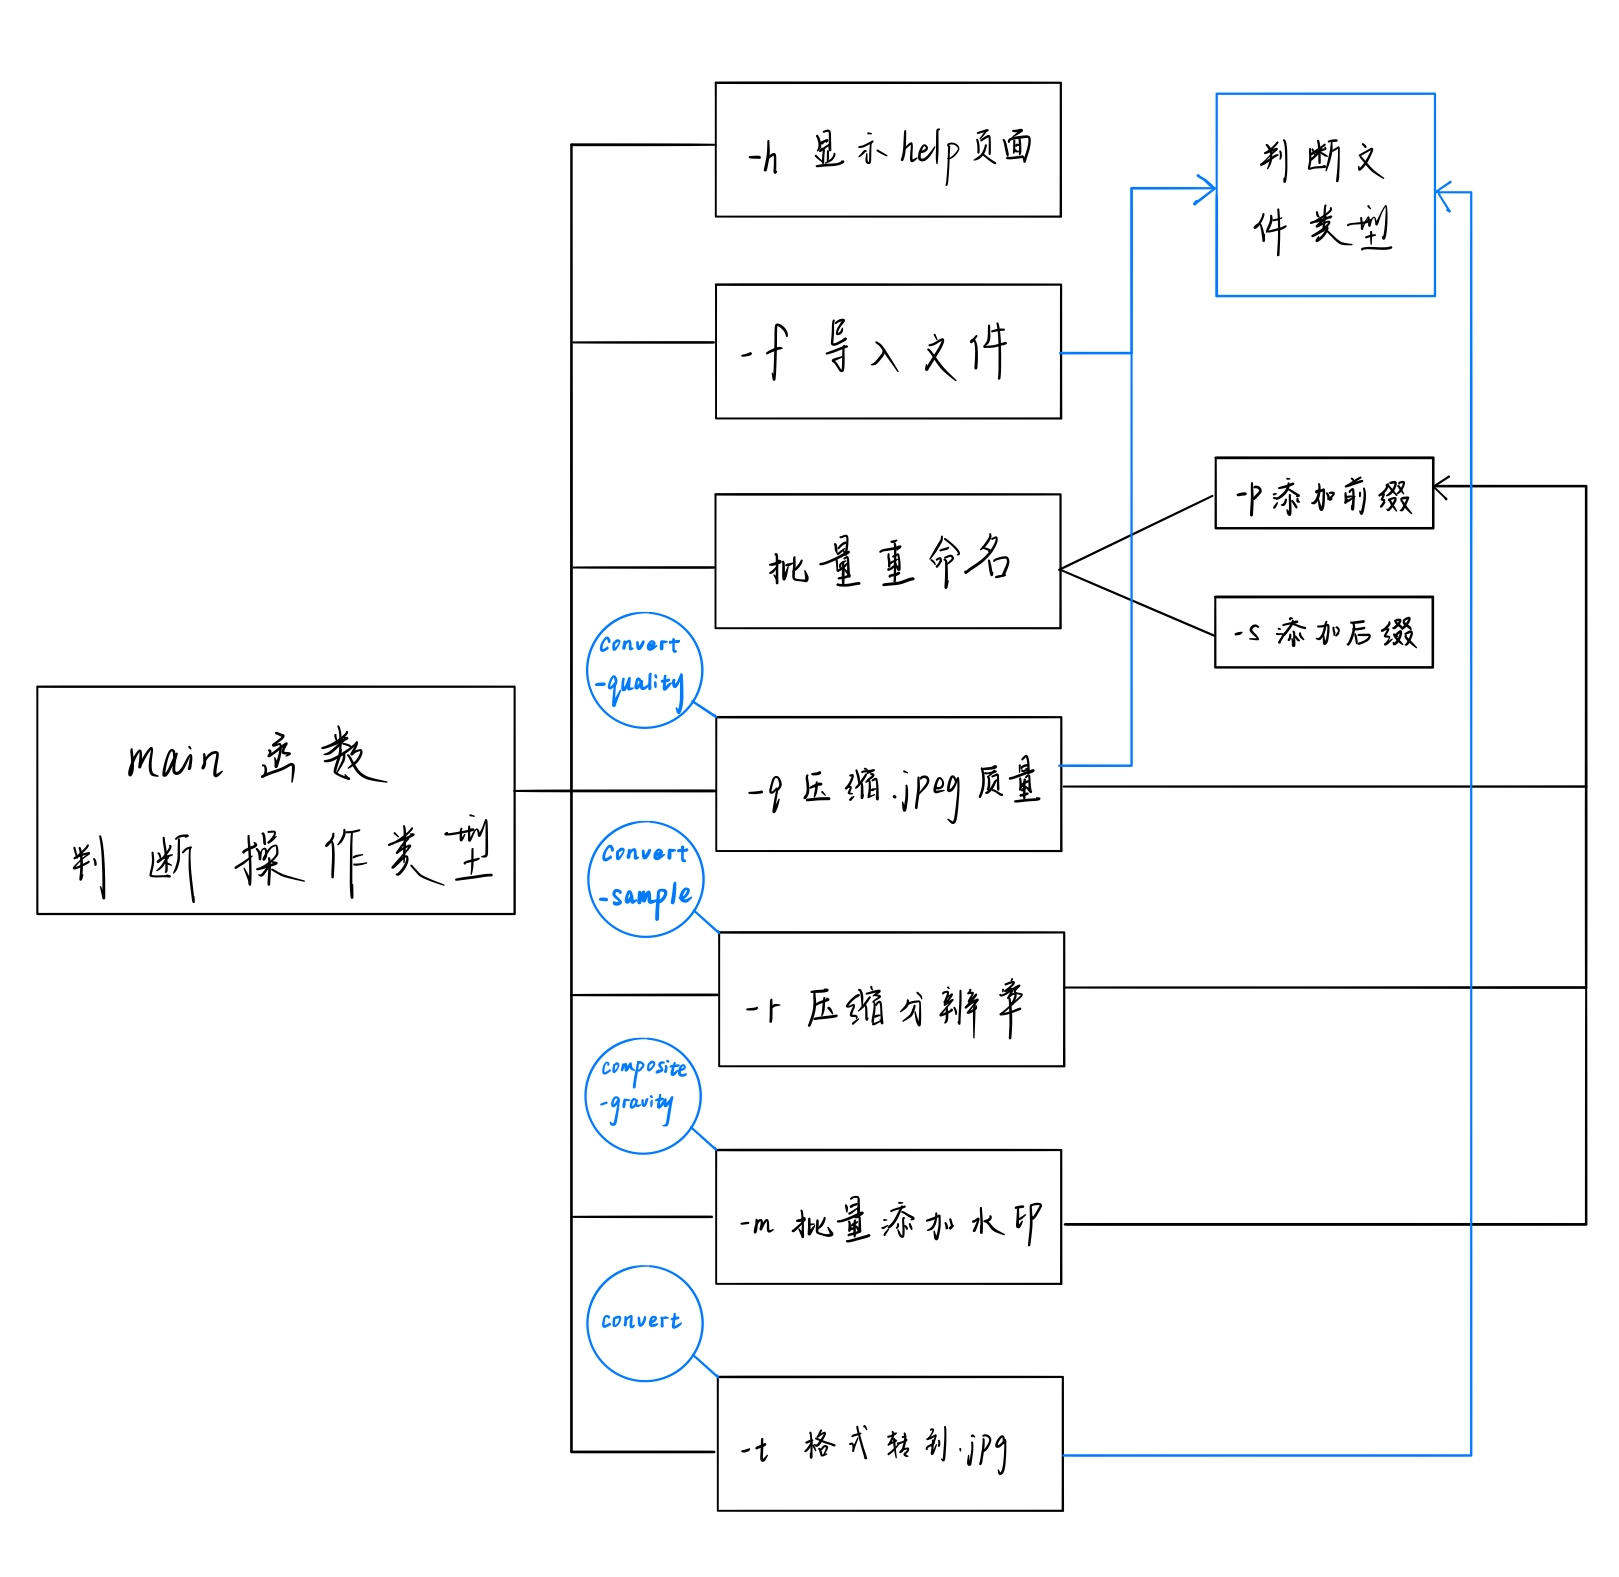 -h 显示help页面
判断文
件类型
-f 导入文件
-p添加前缀
批量重命名
-s添加后缀
convert
-quality
main 函数
判断操作类型
-q 压缩.jpeg质量
convert
-sample
-r 压缩分辨率
composite
-gravity
-m 批量添加水印
convert
-t 格式转到.jpg